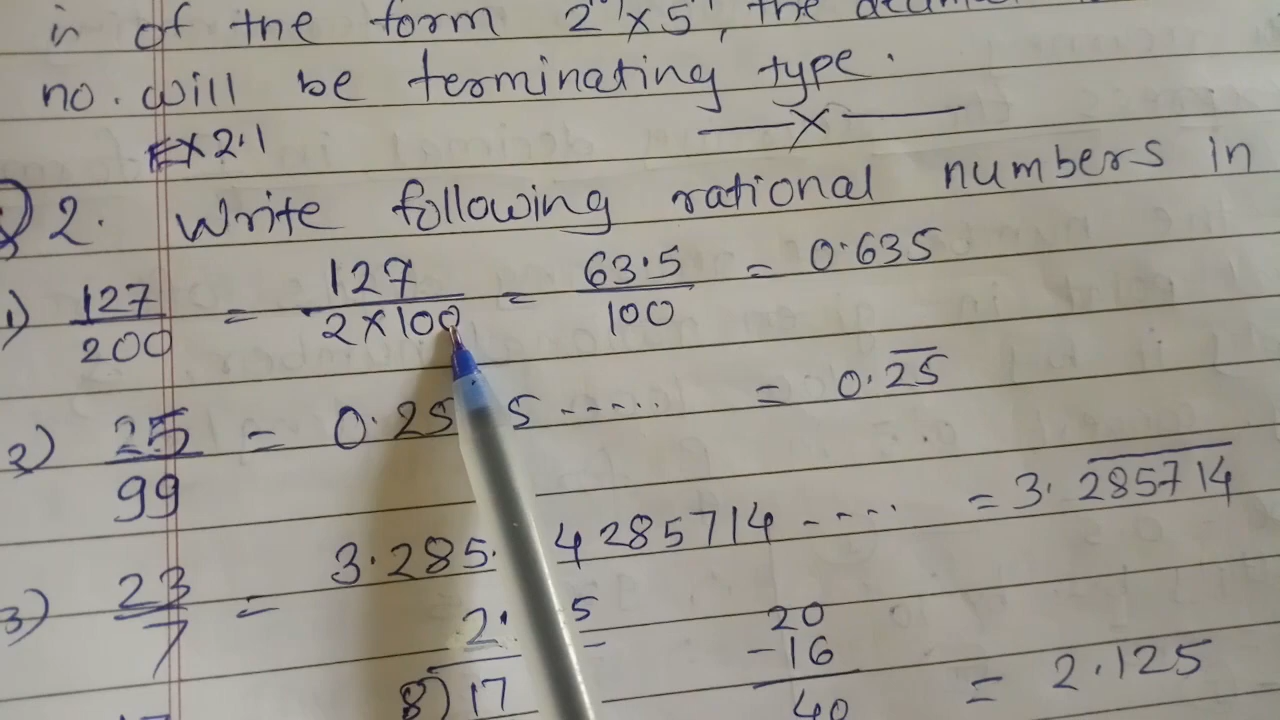 is of the form 2 × 5, the
no. will be terminating type.
—— X ——
Ex 2.1
Q 2. Write following rational numbers in
1) 127/200 = 127/2×100 = 63.5/100 = 0.635
2) 25/99 = 0.25 5 ...... = 0.2̅5̅
3) 23/7 = 3.285 4285714 ..... = 3.2̅8̅5̅7̅1̅4̅
2. 5
8)17
20
-16
40
= 2.125